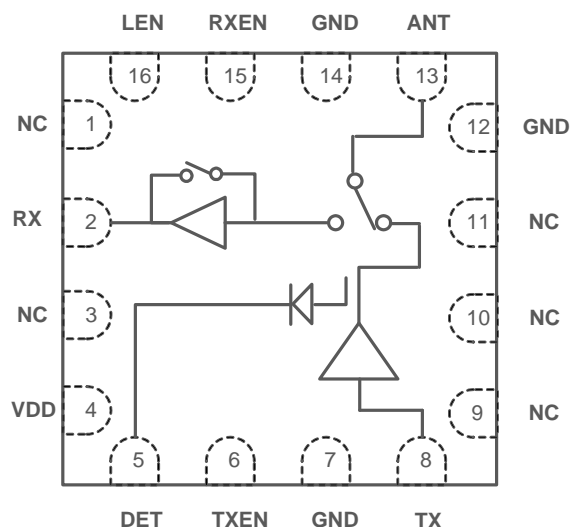 LEN RXEN GND ANT
16 15 14 13
NC 1
12 GND
RX 2
11 NC
NC 3
10 NC
VDD 4
9 NC
5 6 7 8
DET TXEN GND TX